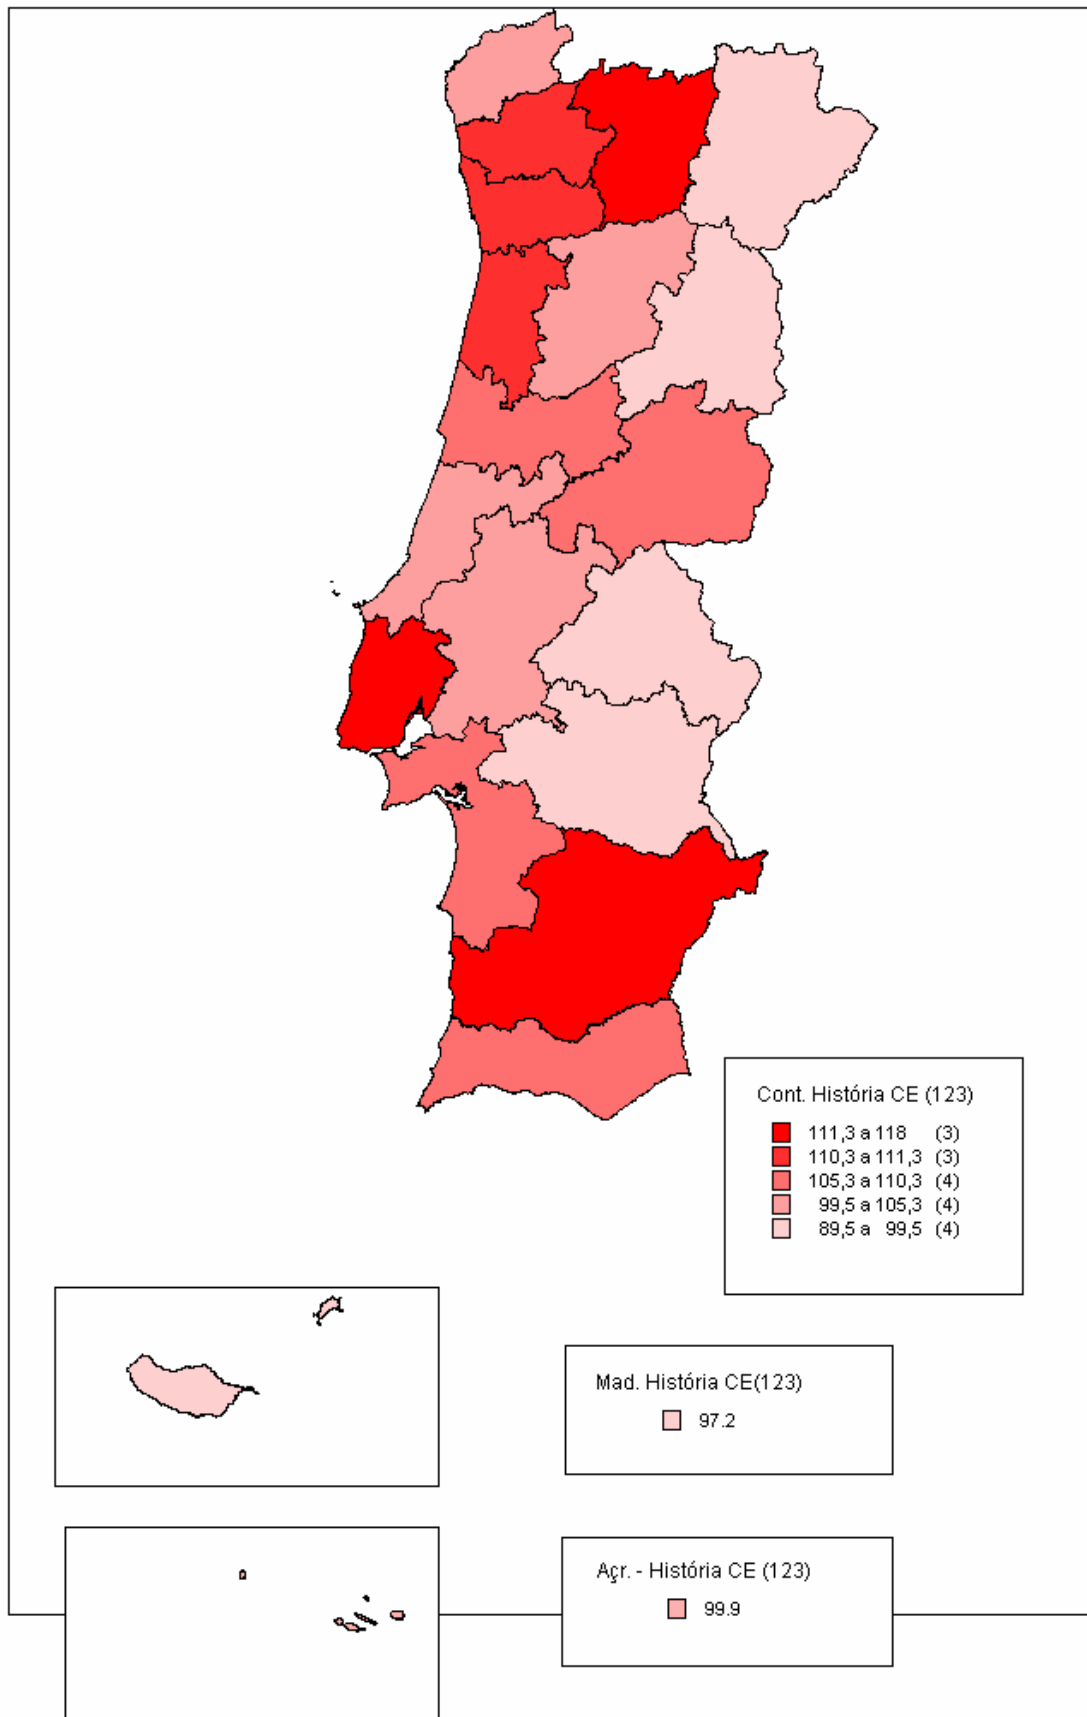 Cont. História CE (123)
111,3 a 118 (3)
110,3 a 111,3 (3)
105,3 a 110,3 (4)
99,5 a 105,3 (4)
89,5 a 99,5 (4)
Mad. História CE(123)
97.2
Açr. - História CE (123)
99.9